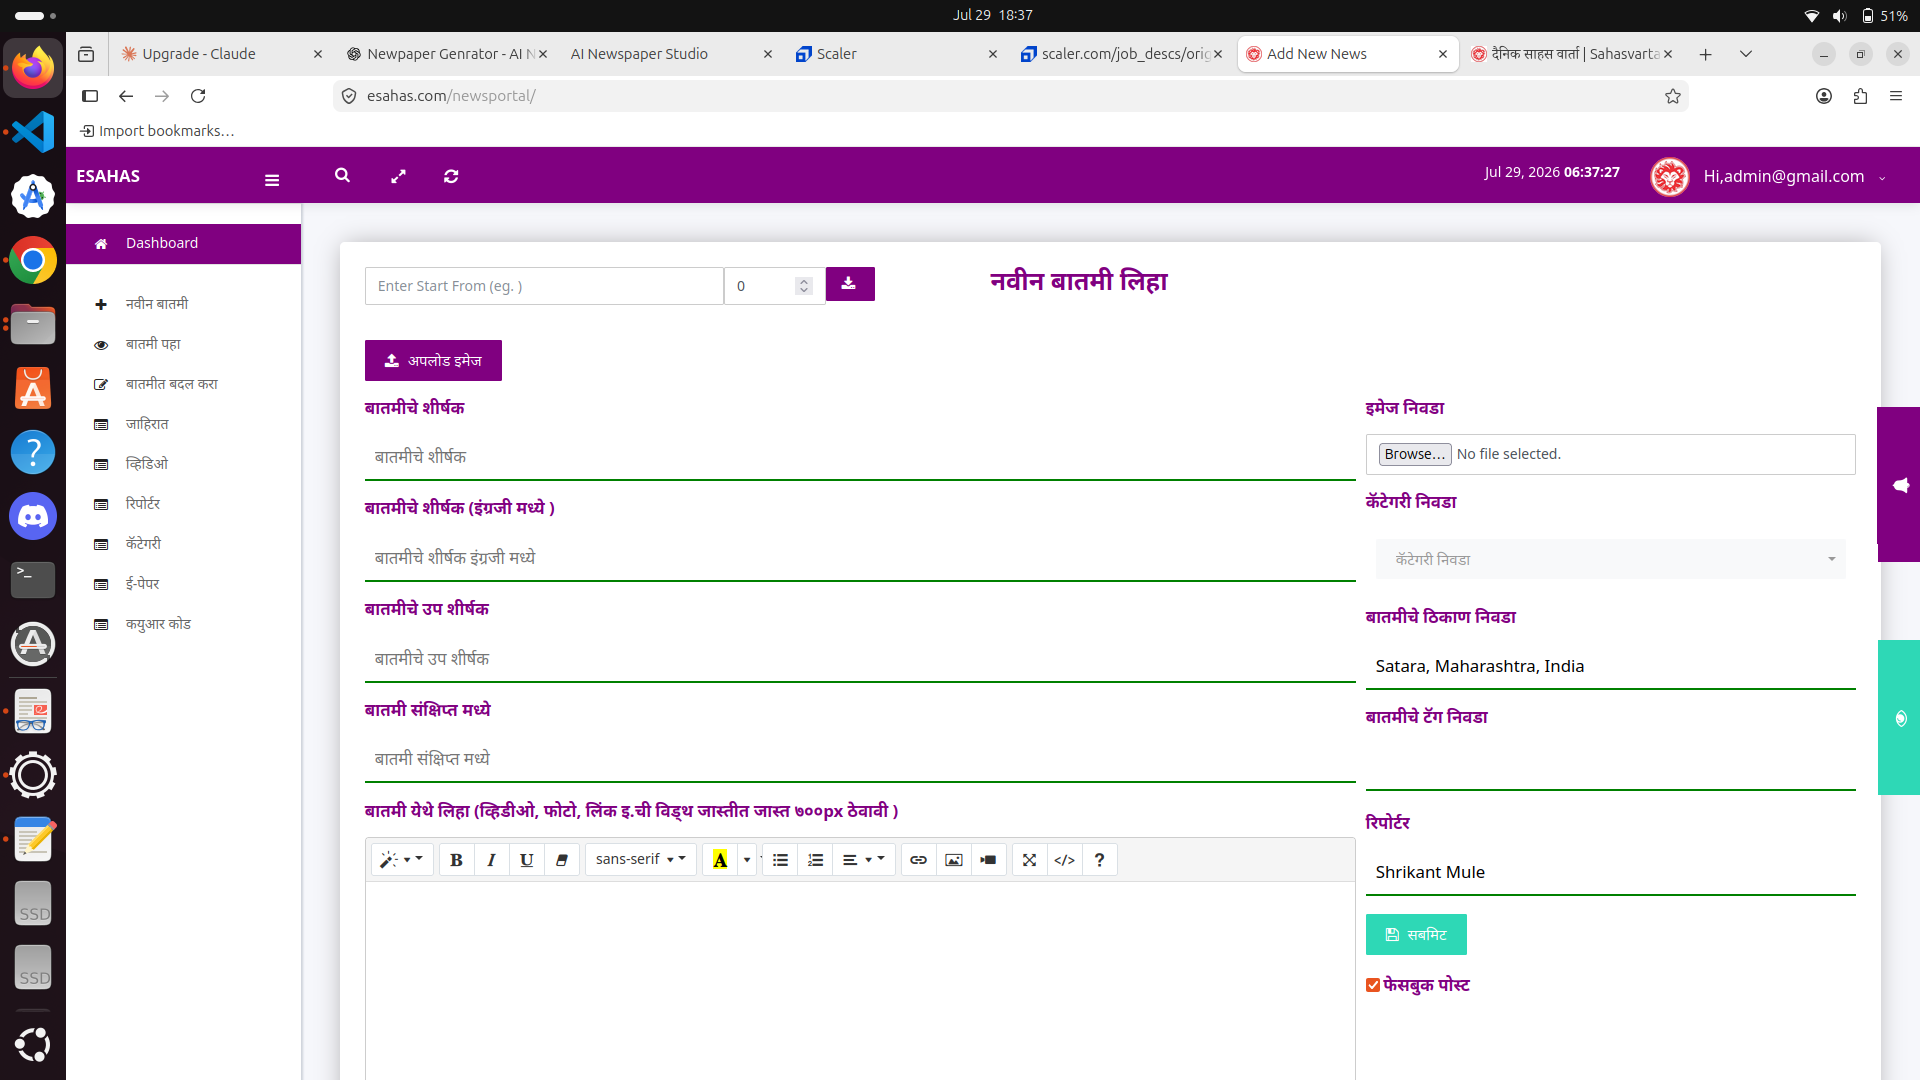 Jul 29 18:37
51%
Upgrade - Claude
Newpaper Genrator - AI N
AI Newspaper Studio
Scaler
scaler.com/job_descs/orig
Add New News
दैनिक साहस वार्ता | Sahasvarta
esahas.com/newsportal/
Import bookmarks...
ESAHAS
Jul 29, 2026 06:37:27
Hi,admin@gmail.com
Dashboard
नवीन बातमी
बातमी पहा
बातमीत बदल करा
जाहिरात
व्हिडिओ
रिपोर्टर
कॅटेगरी
ई-पेपर
कयुआर कोड
Enter Start From (eg. )
0
नवीन बातमी लिहा
अपलोड इमेज
बातमीचे शीर्षक
बातमीचे शीर्षक
बातमीचे शीर्षक (इंग्रजी मध्ये )
बातमीचे शीर्षक इंग्रजी मध्ये
बातमीचे उप शीर्षक
बातमीचे उप शीर्षक
बातमी संक्षिप्त मध्ये
बातमी संक्षिप्त मध्ये
बातमी येथे लिहा (व्हिडीओ, फोटो, लिंक इ.ची विड्थ जास्तीत जास्त ७००px ठेवावी )
B I U sans-serif A </> ?
इमेज निवडा
Browse... No file selected.
कॅटेगरी निवडा
कॅटेगरी निवडा
बातमीचे ठिकाण निवडा
Satara, Maharashtra, India
बातमीचे टॅग निवडा
रिपोर्टर
Shrikant Mule
सबमिट
फेसबुक पोस्ट
SSD
SSD